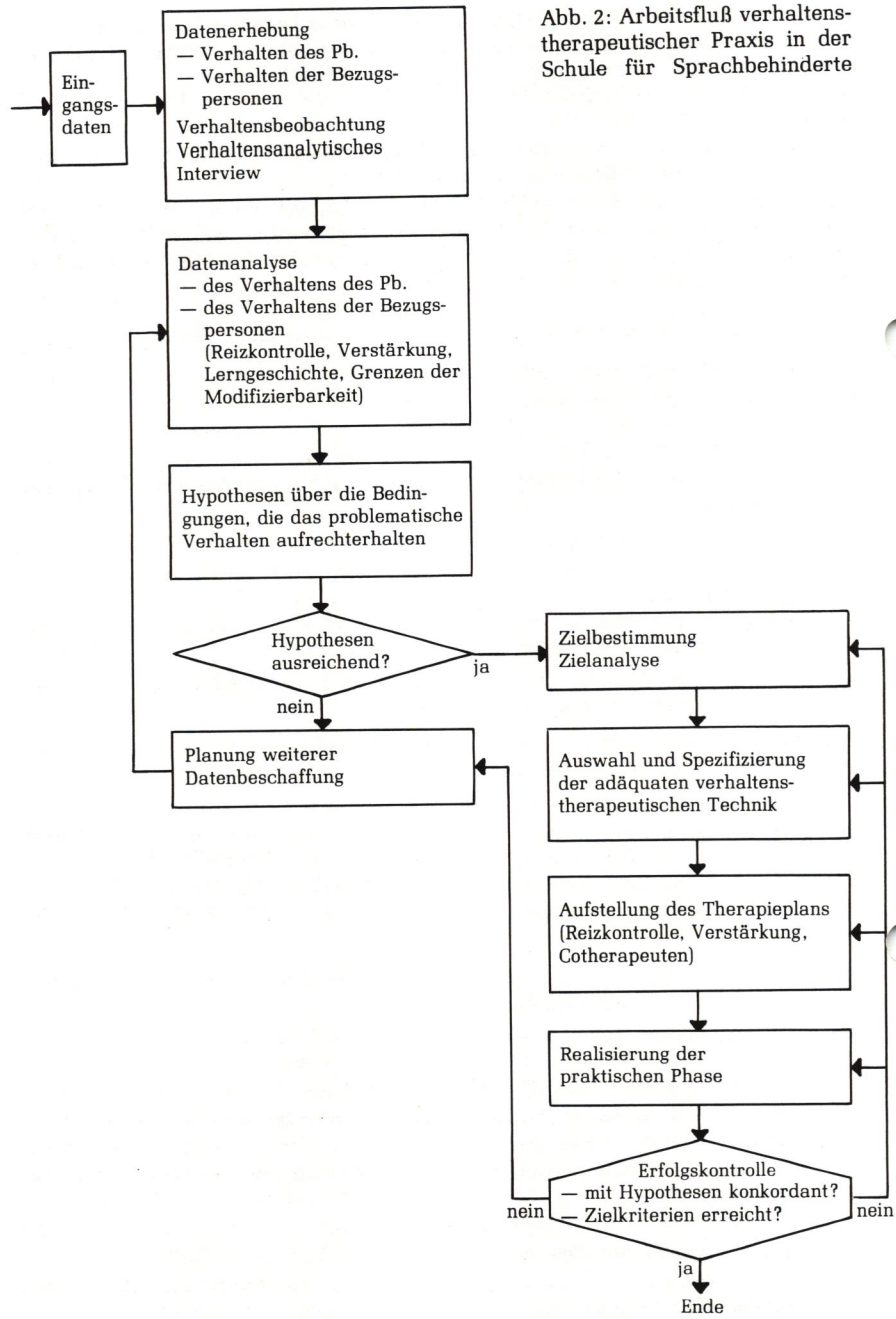 Abb. 2: Arbeitsfluß verhaltens-
therapeutischer Praxis in der
Schule für Sprachbehinderte
Ein-
gangs-
daten
Datenerhebung
— Verhalten des Pb.
— Verhalten der Bezugs-
personen
Verhaltensbeobachtung
Verhaltensanalytisches
Interview
Datenanalyse
— des Verhaltens des Pb.
— des Verhaltens der Bezugs-
personen
(Reizkontrolle, Verstärkung,
Lerngeschichte, Grenzen der
Modifizierbarkeit)
Hypothesen über die Bedin-
gungen, die das problematische
Verhalten aufrechterhalten
Hypothesen
ausreichend?
ja
nein
Planung weiterer
Datenbeschaffung
Zielbestimmung
Zielanalyse
Auswahl und Spezifizierung
der adäquaten verhaltens-
therapeutischen Technik
Aufstellung des Therapieplans
(Reizkontrolle, Verstärkung,
Cotherapeuten)
Realisierung der
praktischen Phase
Erfolgskontrolle
— mit Hypothesen konkordant?
— Zielkriterien erreicht?
nein
nein
ja
Ende